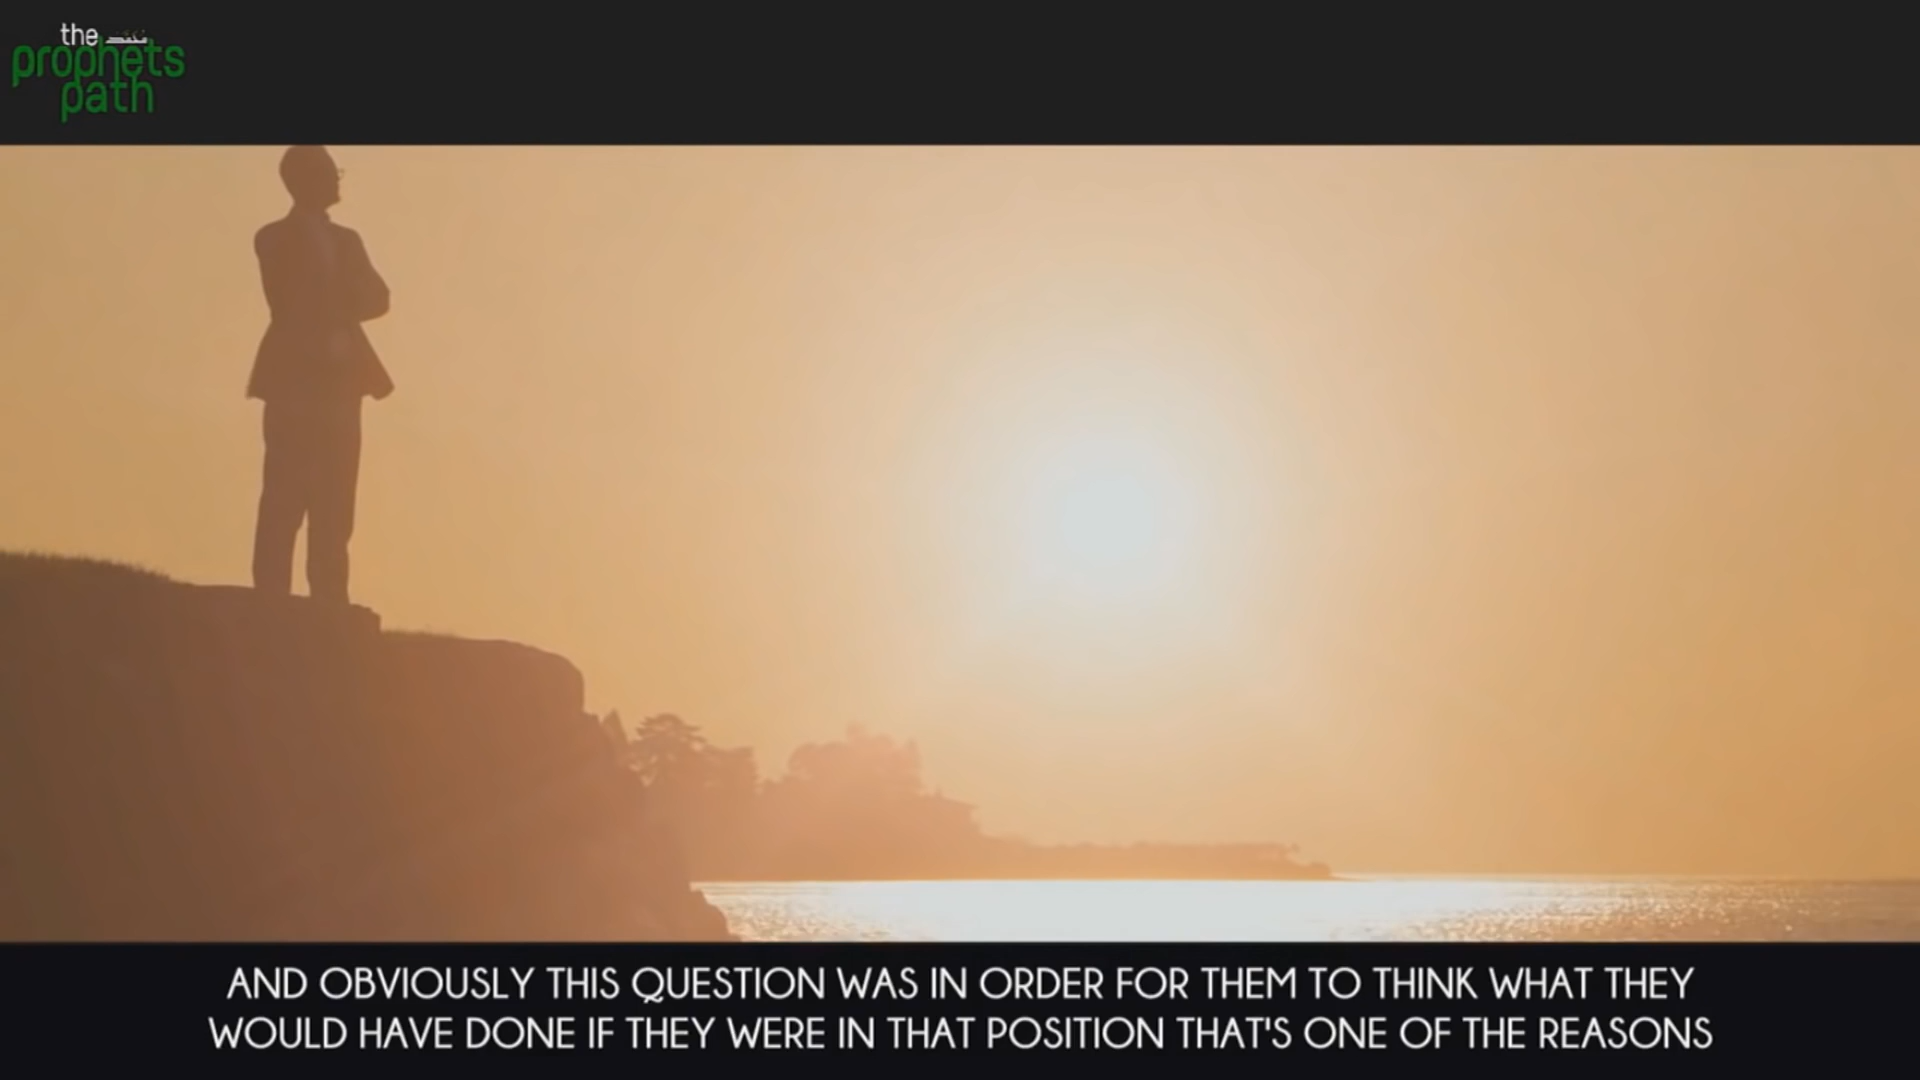 the
prophets
path
AND OBVIOUSLY THIS QUESTION WAS IN ORDER FOR THEM TO THINK WHAT THEY
WOULD HAVE DONE IF THEY WERE IN THAT POSITION THAT'S ONE OF THE REASONS